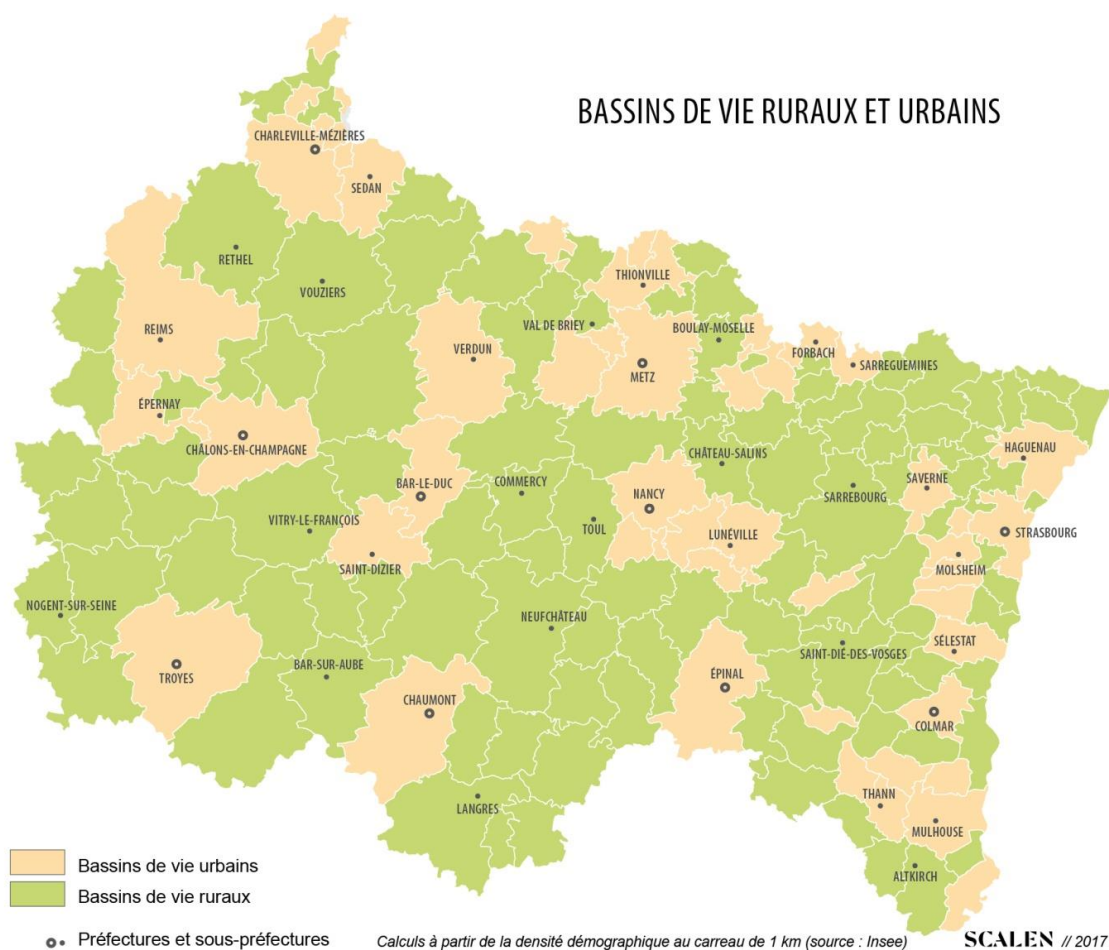 BASSINS DE VIE RURAUX ET URBAINS
CHARLEVILLE-MÉZIÈRES
SEDAN
RETHEL
VOUZIERS
THIONVILLE
REIMS
VAL DE BRIEY
BOULAY-MOSELLE
FORBACH
VERDUN
METZ
SARREGUEMINES
ÉPERNAY
CHÂLONS-EN-CHAMPAGNE
CHÂTEAU-SALINS
HAGUENAU
BAR-LE-DUC
COMMERCY
SAVERNE
SARREBOURG
NANCY
VITRY-LE-FRANÇOIS
TOUL
LUNÉVILLE
STRASBOURG
SAINT-DIZIER
MOLSHEIM
NOGENT-SUR-SEINE
NEUFCHÂTEAU
SAINT-DIÉ-DES-VOSGES
SÉLESTAT
BAR-SUR-AUBE
TROYES
ÉPINAL
CHAUMONT
COLMAR
THANN
LANGRES
MULHOUSE
ALTKIRCH
Bassins de vie urbains
Bassins de vie ruraux
Préfectures et sous-préfectures
Calculs à partir de la densité démographique au carreau de 1 km (source : Insee)
SCALEN // 2017